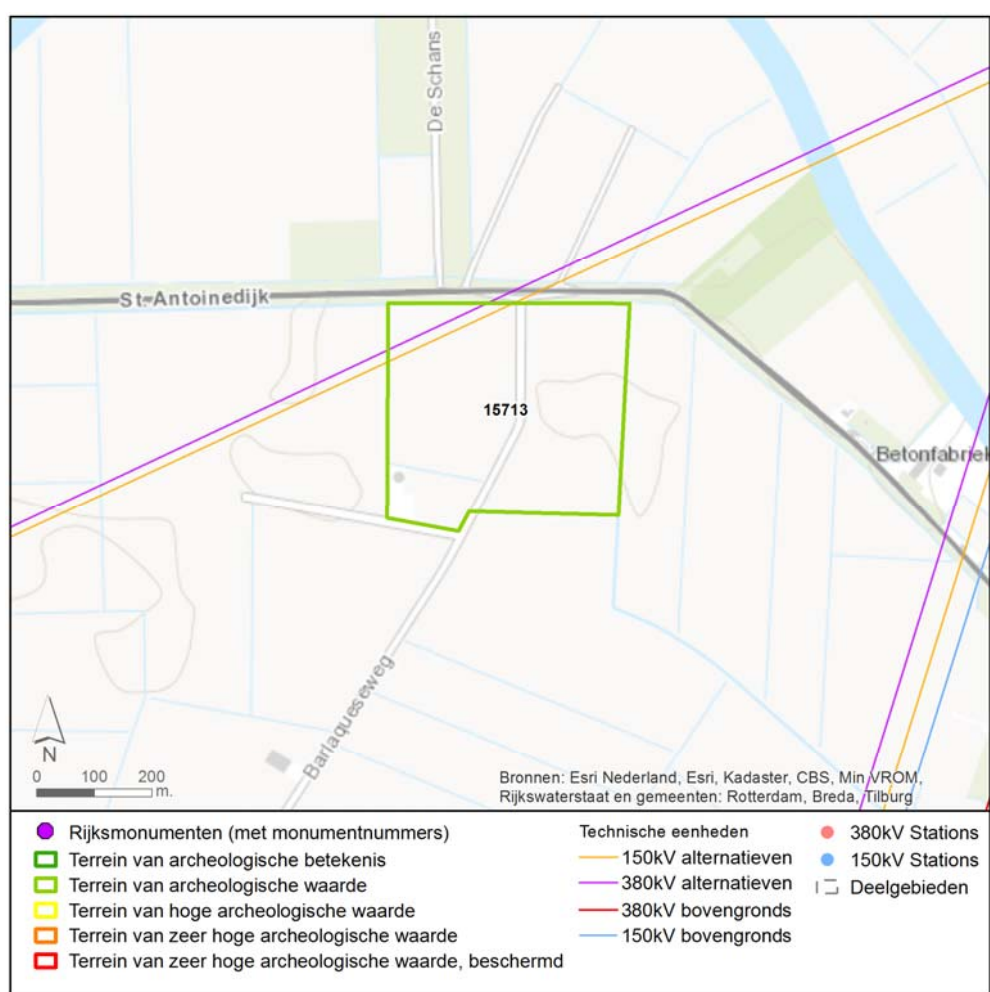 De Schans
St.-Antoinedijk
15713
Betonfabriek
Barlaqueseweg
N
0 100 200
m.
Bronnen: Esri Nederland, Esri, Kadaster, CBS, Min VROM,
Rijkswaterstaat en gemeenten: Rotterdam, Breda, Tilburg
Rijksmonumenten (met monumentnummers)
Terrein van archeologische betekenis
Terrein van archeologische waarde
Terrein van hoge archeologische waarde
Terrein van zeer hoge archeologische waarde
Terrein van zeer hoge archeologische waarde, beschermd
Technische eenheden
150kV alternatieven
380kV alternatieven
380kV bovengronds
150kV bovengronds
380kV Stations
150kV Stations
Deelgebieden